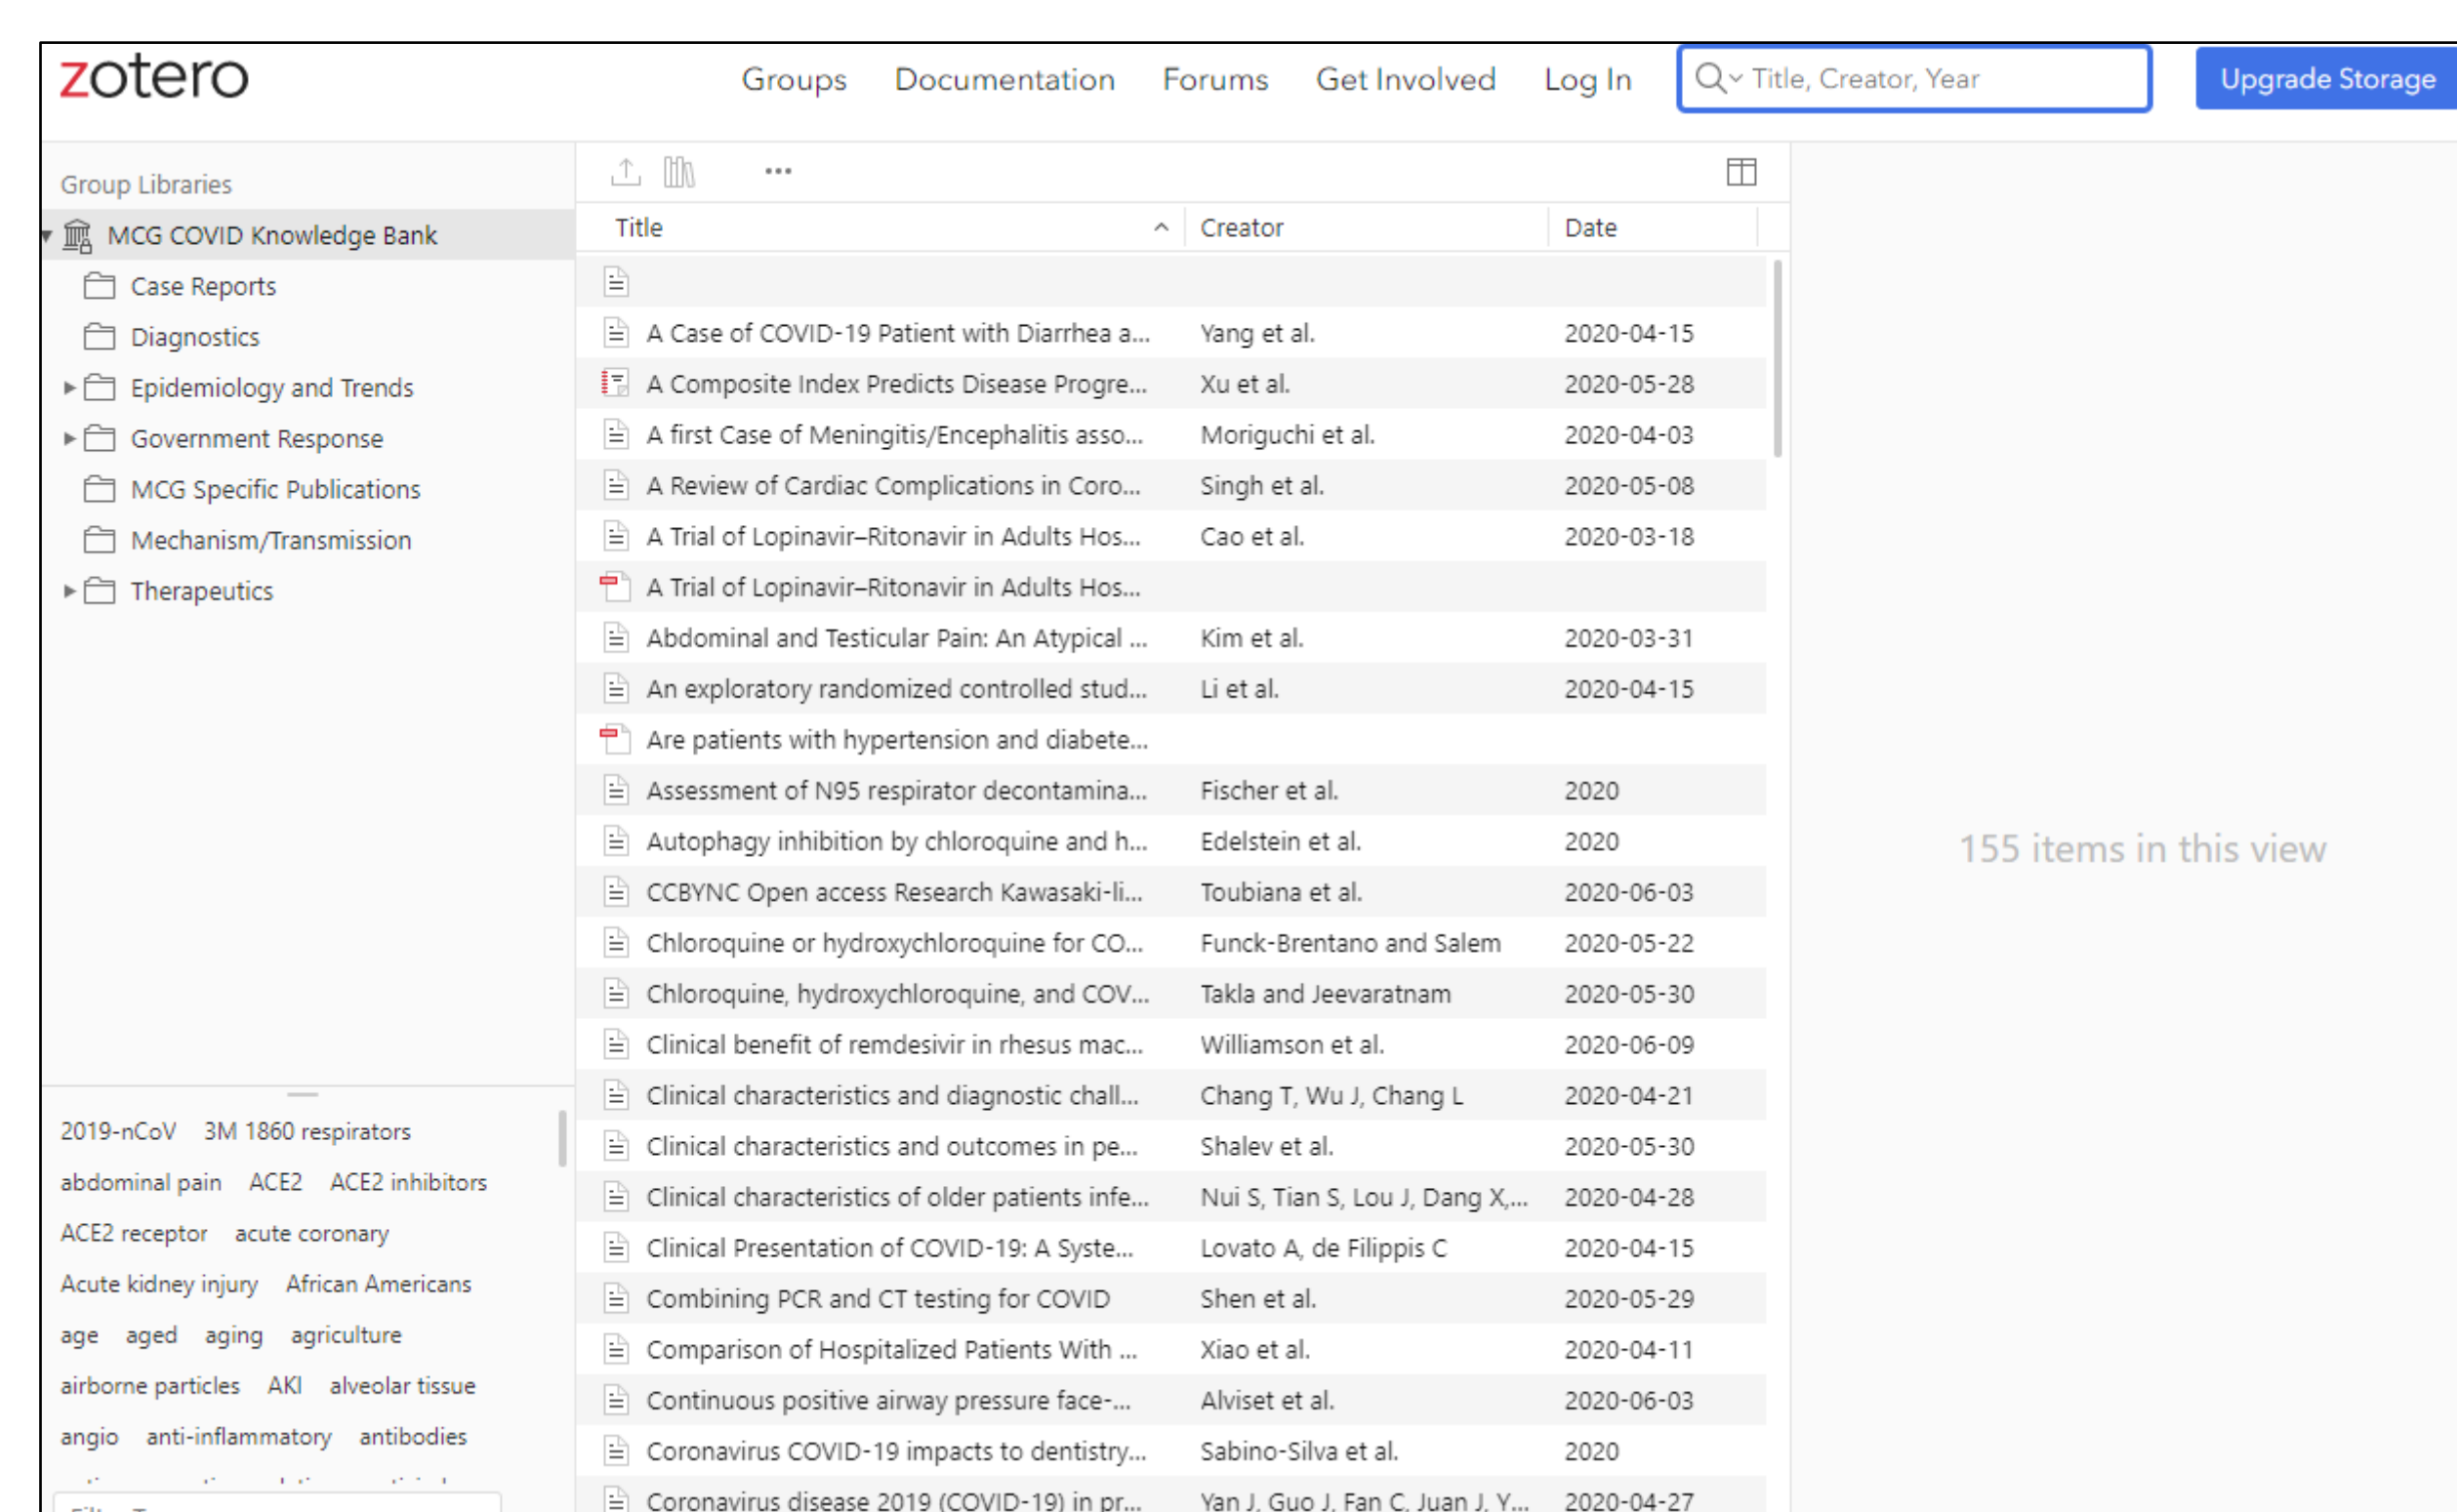 zotero
Groups Documentation Forums Get Involved Log In Title, Creator, Year Upgrade Storage
Group Libraries
MCG COVID Knowledge Bank
Case Reports
Diagnostics
Epidemiology and Trends
Government Response
MCG Specific Publications
Mechanism/Transmission
Therapeutics
2019-nCoV 3M 1860 respirators
abdominal pain ACE2 ACE2 inhibitors
ACE2 receptor acute coronary
Acute kidney injury African Americans
age aged aging agriculture
airborne particles AKI alveolar tissue
angio anti-inflammatory antibodies
Title Creator Date
A Case of COVID-19 Patient with Diarrhea a... Yang et al. 2020-04-15
A Composite Index Predicts Disease Progre... Xu et al. 2020-05-28
A first Case of Meningitis/Encephalitis asso... Moriguchi et al. 2020-04-03
A Review of Cardiac Complications in Coro... Singh et al. 2020-05-08
A Trial of Lopinavir–Ritonavir in Adults Hos... Cao et al. 2020-03-18
A Trial of Lopinavir–Ritonavir in Adults Hos...
Abdominal and Testicular Pain: An Atypical ... Kim et al. 2020-03-31
An exploratory randomized controlled stud... Li et al. 2020-04-15
Are patients with hypertension and diabete...
Assessment of N95 respirator decontamina... Fischer et al. 2020
Autophagy inhibition by chloroquine and h... Edelstein et al. 2020
CCBYNC Open access Research Kawasaki-li... Toubiana et al. 2020-06-03
Chloroquine or hydroxychloroquine for CO... Funck-Brentano and Salem 2020-05-22
Chloroquine, hydroxychloroquine, and COV... Takla and Jeevaratnam 2020-05-30
Clinical benefit of remdesivir in rhesus mac... Williamson et al. 2020-06-09
Clinical characteristics and diagnostic chall... Chang T, Wu J, Chang L 2020-04-21
Clinical characteristics and outcomes in pe... Shalev et al. 2020-05-30
Clinical characteristics of older patients infe... Nui S, Tian S, Lou J, Dang X,... 2020-04-28
Clinical Presentation of COVID-19: A Syste... Lovato A, de Filippis C 2020-04-15
Combining PCR and CT testing for COVID Shen et al. 2020-05-29
Comparison of Hospitalized Patients With ... Xiao et al. 2020-04-11
Continuous positive airway pressure face-... Alviset et al. 2020-06-03
Coronavirus COVID-19 impacts to dentistry... Sabino-Silva et al. 2020
Coronavirus disease 2019 (COVID-19) in pr... Yan J, Guo J, Fan C, Juan J, Y... 2020-04-27
155 items in this view